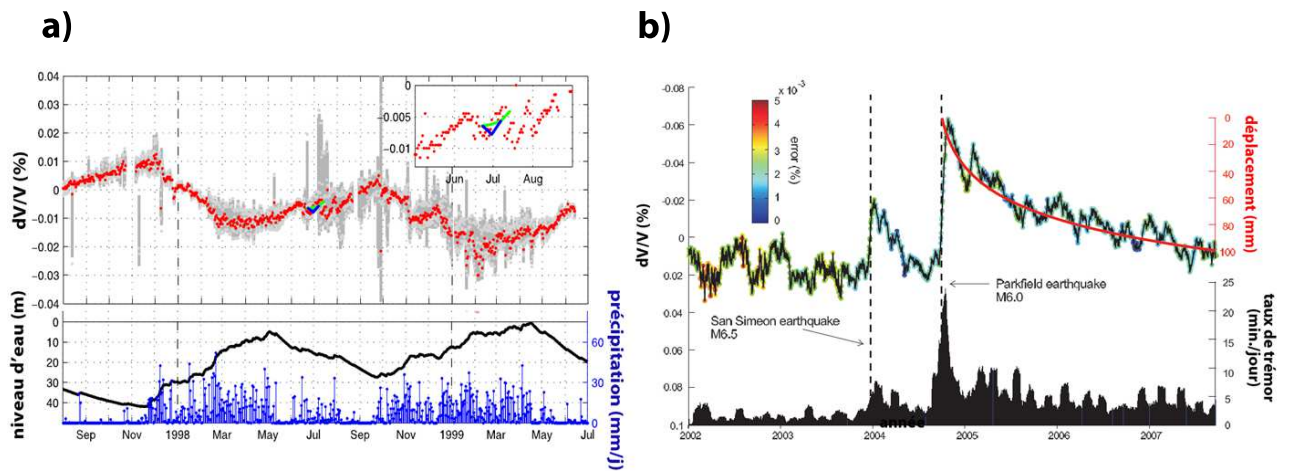 a)
b)
dV/V (%)
0.04
0.03
0.02
0.01
0
−0.01
−0.02
−0.03
−0.04
0
−0.005
−0.01
Jun Jul Aug
niveau d'eau (m)
0
10
20
30
40
précipitation (mm/j)
60
30
0
Sep Nov 1998 Mar May Jul Sep Nov 1999 Mar May Jul
dV/V (%)
-0.08
-0.06
-0.04
-0.02
0
0.02
0.04
0.06
0.08
0.1
x 10⁻³
5
4
3
2
1
0
error (%)
déplacement (mm)
0
20
40
60
80
100
San Simeon earthquake
M6.5
Parkfield earthquake
M6.0
taux de trémor
(min./jour)
25
20
15
10
5
0
2002 2003 2004 2005 2006 2007
année